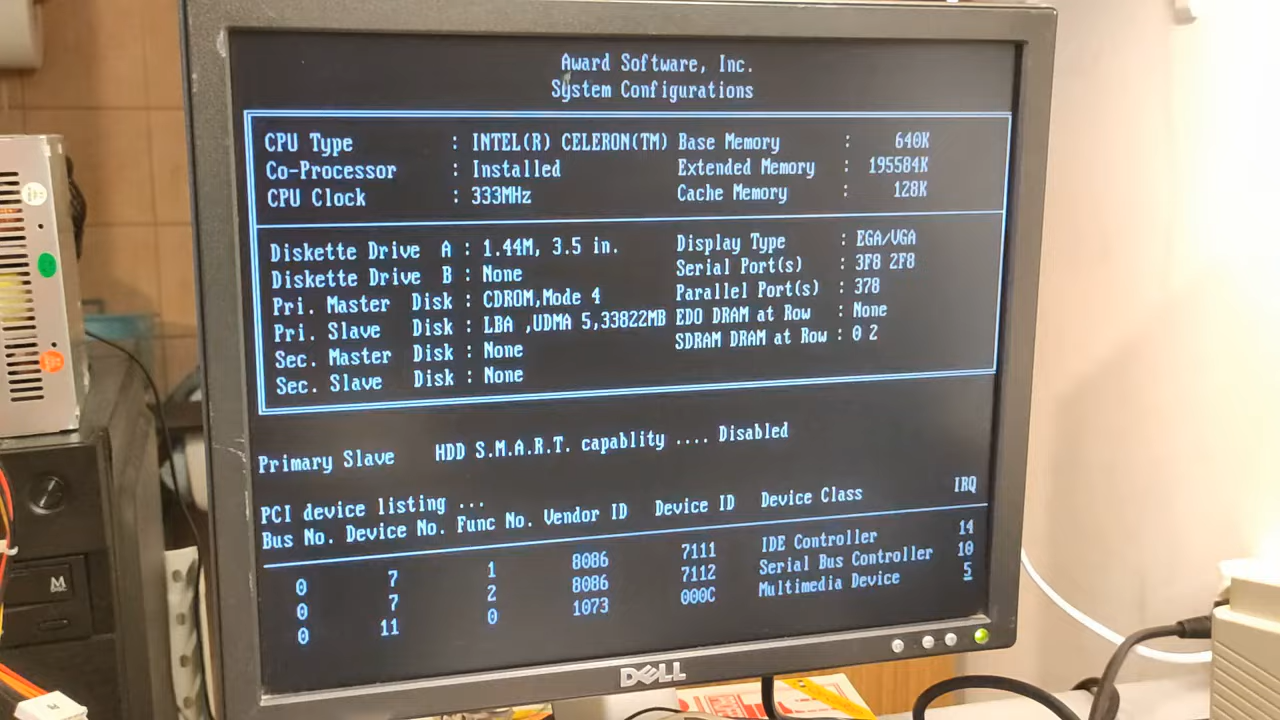 Award Software, Inc.
System Configurations
CPU Type : INTEL(R) CELERON(TM) Base Memory : 640K
Co-Processor : Installed Extended Memory : 195584K
CPU Clock : 333MHz Cache Memory : 128K
Diskette Drive A : 1.44M, 3.5 in. Display Type : EGA/VGA
Diskette Drive B : None Serial Port(s) : 3F8 2F8
Pri. Master Disk : CDROM,Mode 4 Parallel Port(s) : 378
Pri. Slave Disk : LBA ,UDMA 5,33822MB EDO DRAM at Row : None
Sec. Master Disk : None SDRAM DRAM at Row : 0 2
Sec. Slave Disk : None
Primary Slave HDD S.M.A.R.T. capablity .... Disabled
PCI device listing ...
Bus No. Device No. Func No. Vendor ID Device ID Device Class IRQ
0 7 1 8086 7111 IDE Controller 14
0 7 2 8086 7112 Serial Bus Controller 10
0 11 0 1073 000C Multimedia Device 5
DELL